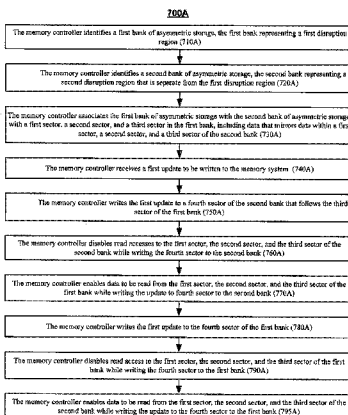 700A
The memory controller identifies a first bank of asymmetric storage, the first bank representing a first disruption
region (710A)
The memory controller identifies a second bank of asymmetric storage, the second bank representing a
second disruption region that is seperate from the first disruption region (720A)
The memory controller associates the first bank of asymmetric storage with the second bank of asymmetric storage
with a first sector, a second sector, and a third sector in the first bank, including data that mirrors data within a first
sector, a second sector, and a third sector of the second bank (730A)
The memory controller receives a first update to be written to the memory system (740A)
The memory controller writes the first update to a fourth sector of the second bank that follows the third
sector of the first bank (750A)
The memory controller disables read accesses to the first sector, the second sector, and the third sector of the
second bank while writing the fourth sector to the second bank (760A)
The memory controller enables data to be read from the first sector, the second sector, and the third sector of the
first bank while writing the update to fourth sector to the second bank (770A)
The memory controller writes the first update to the fourth sector of the first bank (780A)
The memory controller disables read access to the first sector, the second sector, and the third sector of the first
bank while writing the fourth sector to the first bank (790A)
The memory controller enables data to be read from the first sector, the second sector, and the third sector of the
second bank while writing the update to the fourth sector to the first bank (795A)